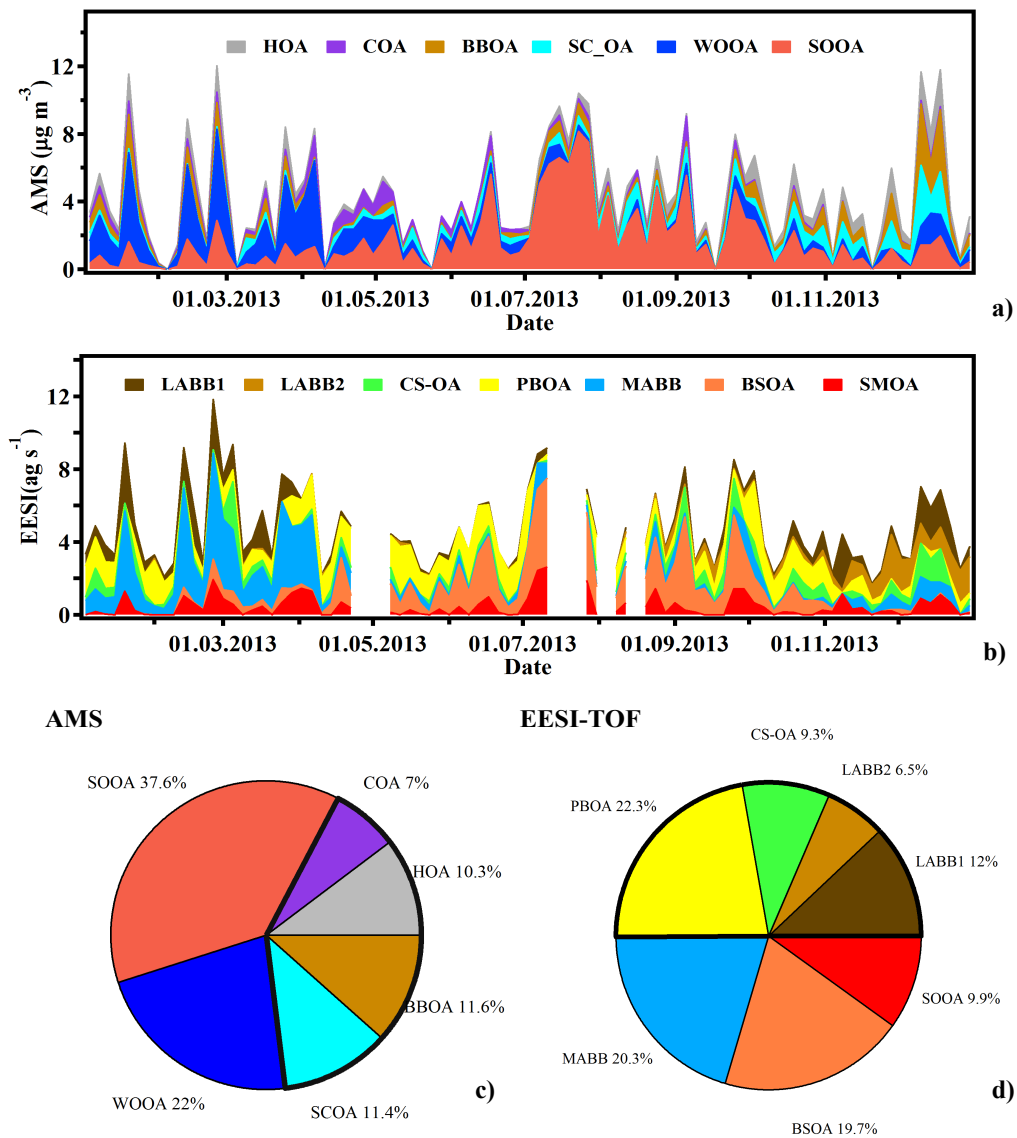 HOA COA BBOA SC_OA WOOA SOOA
AMS (µg m-3)
12
8
4
0
01.03.2013 01.05.2013 01.07.2013 01.09.2013 01.11.2013
Date
a)
LABB1 LABB2 CS-OA PBOA MABB BSOA SMOA
EESI(ag s-1)
12
8
4
0
01.03.2013 01.05.2013 01.07.2013 01.09.2013 01.11.2013
Date
b)
AMS
SOOA 37.6%
COA 7%
HOA 10.3%
BBOA 11.6%
SCOA 11.4%
WOOA 22%
c)
EESI-TOF
CS-OA 9.3%
LABB2 6.5%
PBOA 22.3%
LABB1 12%
SOOA 9.9%
MABB 20.3%
BSOA 19.7%
d)